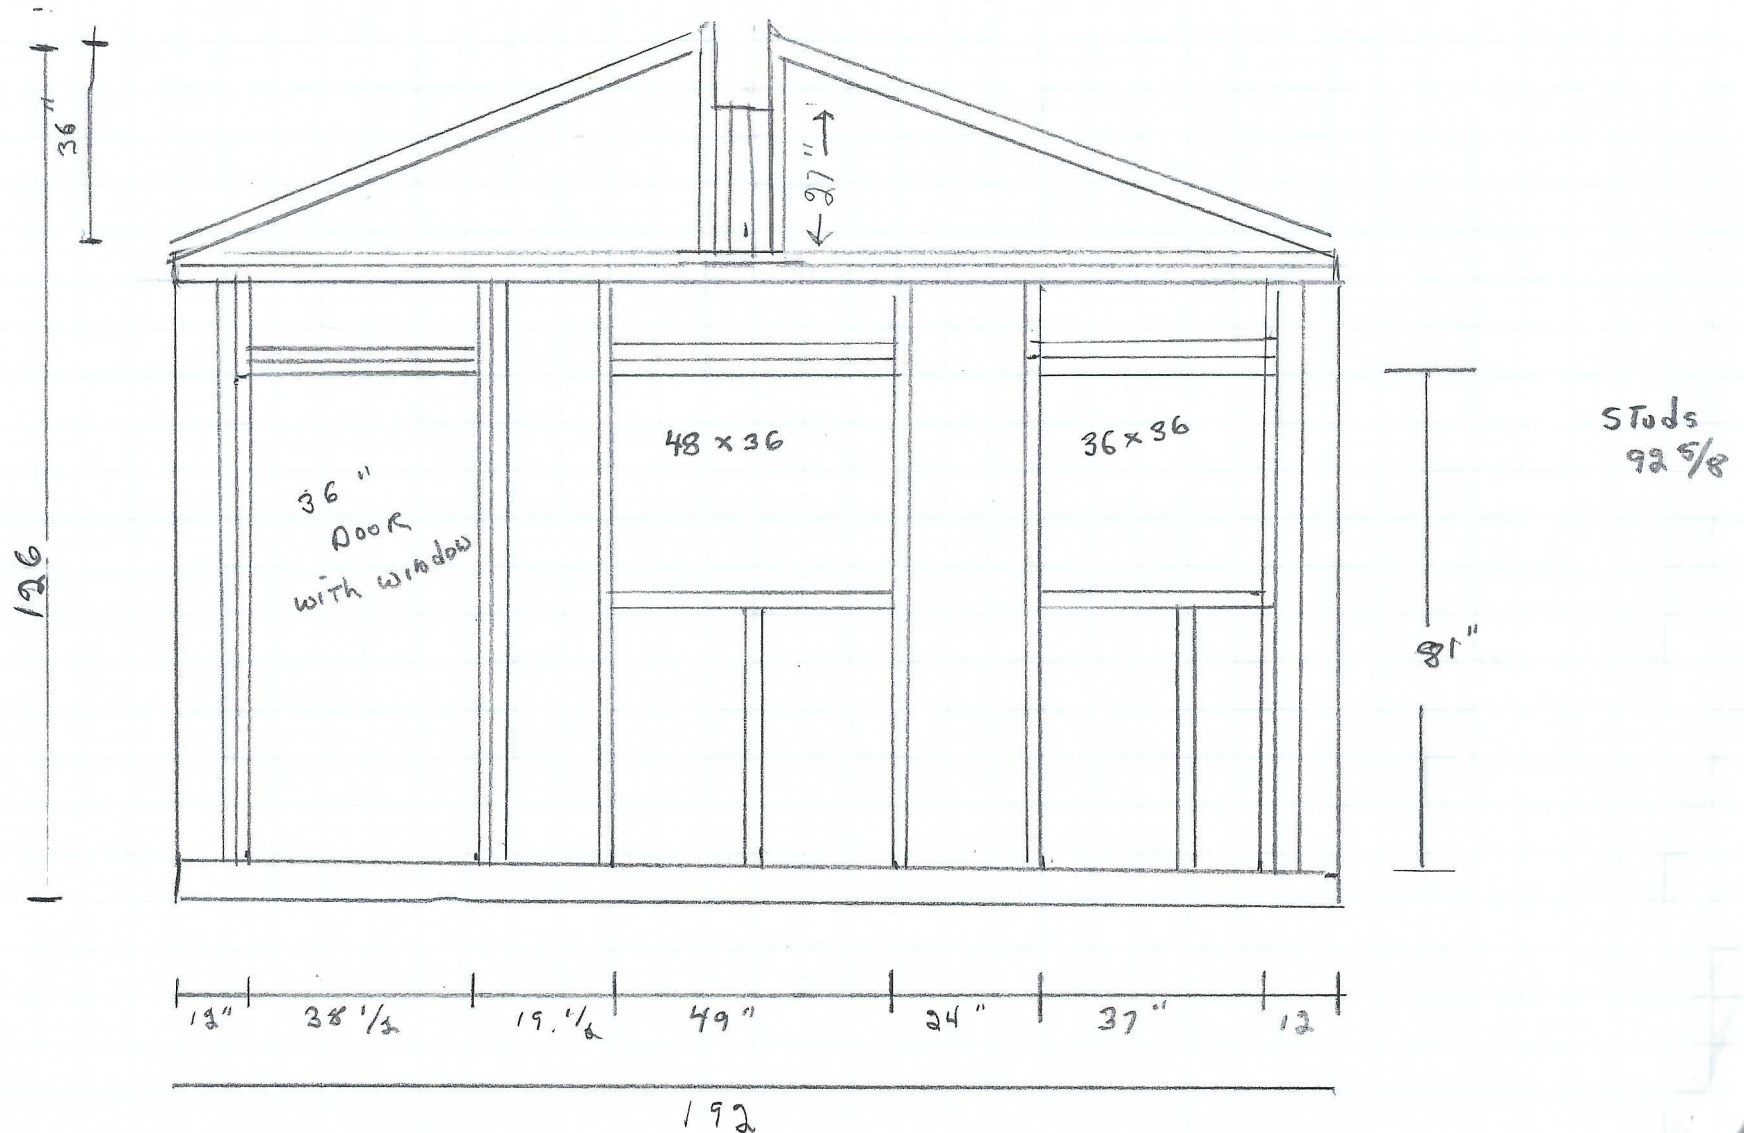 36"
27"
126
48 x 36
36 x 36
Studs
92 5/8
36"
Door
with window
81"
12"
38 1/2
19. 1/2
49"
24"
37"
12
192